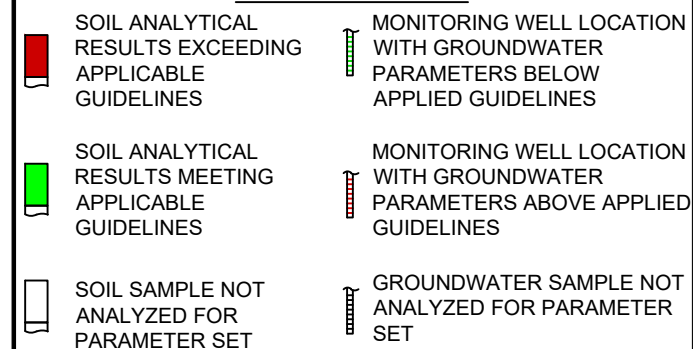 SOIL ANALYTICAL
RESULTS EXCEEDING
APPLICABLE
GUIDELINES
SOIL ANALYTICAL
RESULTS MEETING
APPLICABLE
GUIDELINES
SOIL SAMPLE NOT
ANALYZED FOR
PARAMETER SET
MONITORING WELL LOCATION
WITH GROUNDWATER
PARAMETERS BELOW
APPLIED GUIDELINES
MONITORING WELL LOCATION
WITH GROUNDWATER
PARAMETERS ABOVE APPLIED
GUIDELINES
GROUNDWATER SAMPLE NOT
ANALYZED FOR PARAMETER
SET